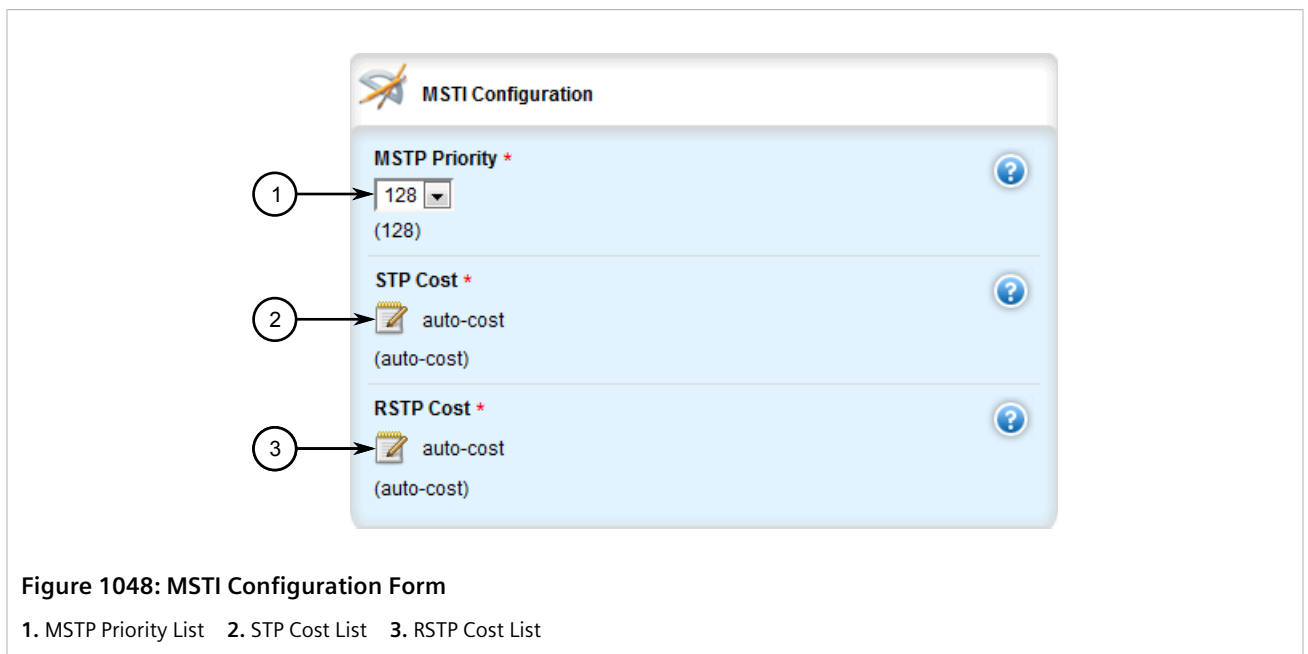 MSTI Configuration
MSTP Priority *
1
128
(128)
STP Cost *
2
auto-cost
(auto-cost)
RSTP Cost *
3
auto-cost
(auto-cost)
Figure 1048: MSTI Configuration Form
1. MSTP Priority List 2. STP Cost List 3. RSTP Cost List